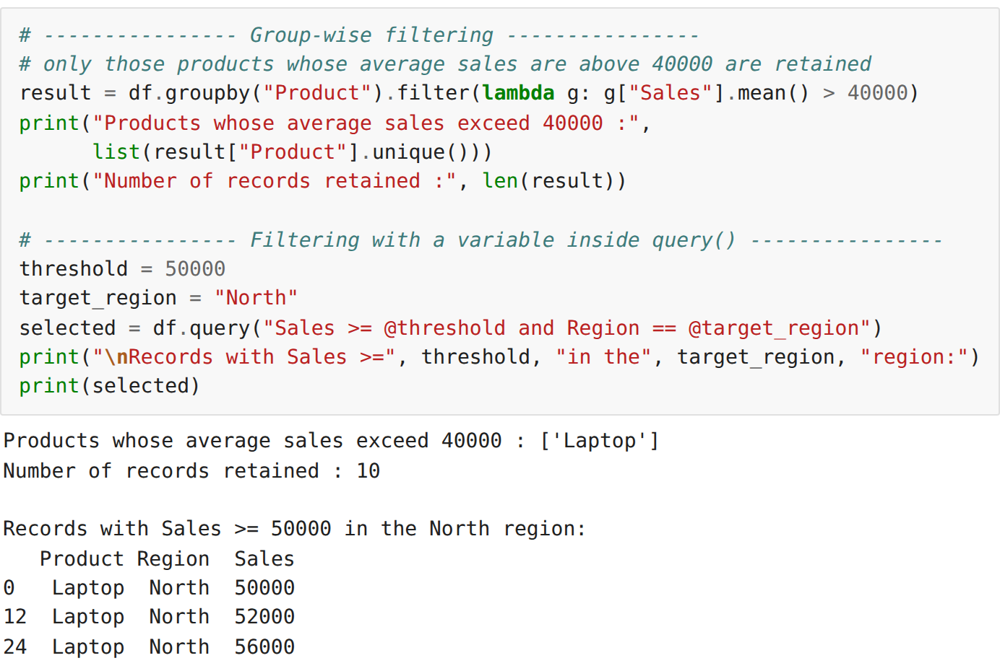 # ---------------- Group-wise filtering ----------------
# only those products whose average sales are above 40000 are retained
result = df.groupby("Product").filter(lambda g: g["Sales"].mean() > 40000)
print("Products whose average sales exceed 40000 :",
      list(result["Product"].unique()))
print("Number of records retained :", len(result))

# ---------------- Filtering with a variable inside query() ----------------
threshold = 50000
target_region = "North"
selected = df.query("Sales >= @threshold and Region == @target_region")
print("\nRecords with Sales >=", threshold, "in the", target_region, "region:")
print(selected)

Products whose average sales exceed 40000 : ['Laptop']
Number of records retained : 10

Records with Sales >= 50000 in the North region:
   Product Region  Sales
0   Laptop  North  50000
12  Laptop  North  52000
24  Laptop  North  56000